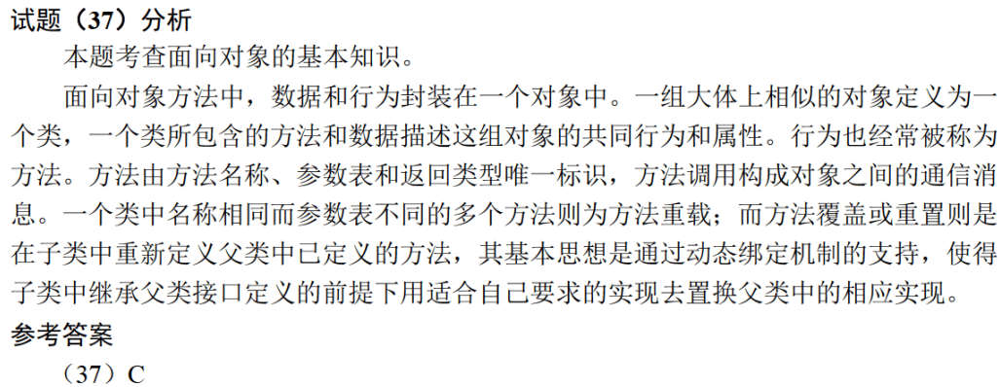 试题（37）分析
本题考查面向对象的基本知识。
面向对象方法中，数据和行为封装在一个对象中。一组大体上相似的对象定义为一
个类，一个类所包含的方法和数据描述这组对象的共同行为和属性。行为也经常被称为
方法。方法由方法名称、参数表和返回类型唯一标识，方法调用构成对象之间的通信消
息。一个类中名称相同而参数表不同的多个方法则为方法重载；而方法覆盖或重置则是
在子类中重新定义父类中已定义的方法，其基本思想是通过动态绑定机制的支持，使得
子类中继承父类接口定义的前提下用适合自己要求的实现去置换父类中的相应实现。
参考答案
（37）C